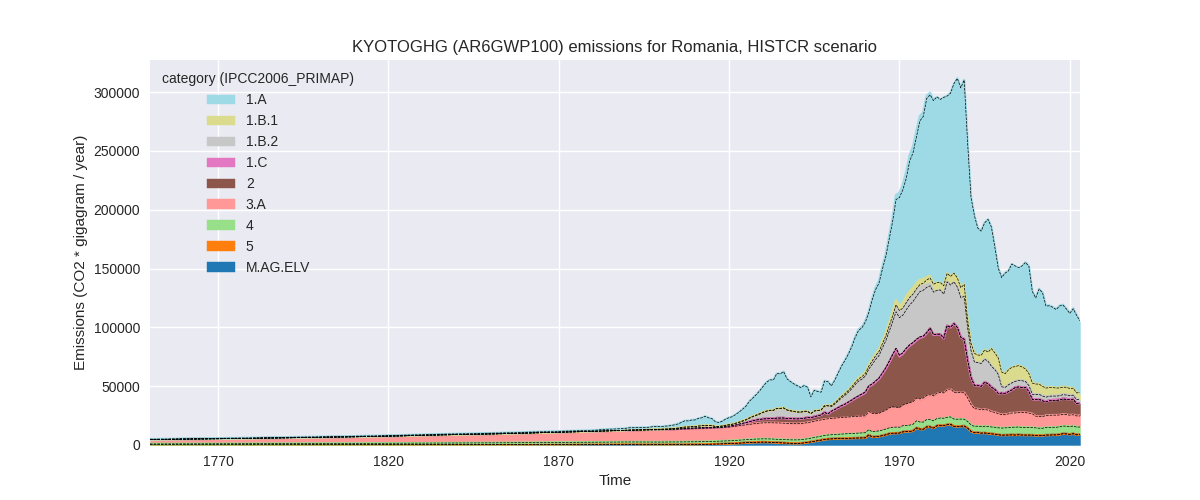 KYOTOGHG (AR6GWP100) emissions for Romania, HISTCR scenario
category (IPCC2006_PRIMAP)
1.A
1.B.1
1.B.2
1.C
2
3.A
4
5
M.AG.ELV
Emissions (CO2 * gigagram / year)
300000
250000
200000
150000
100000
50000
0
1770
1820
1870
1920
1970
2020
Time